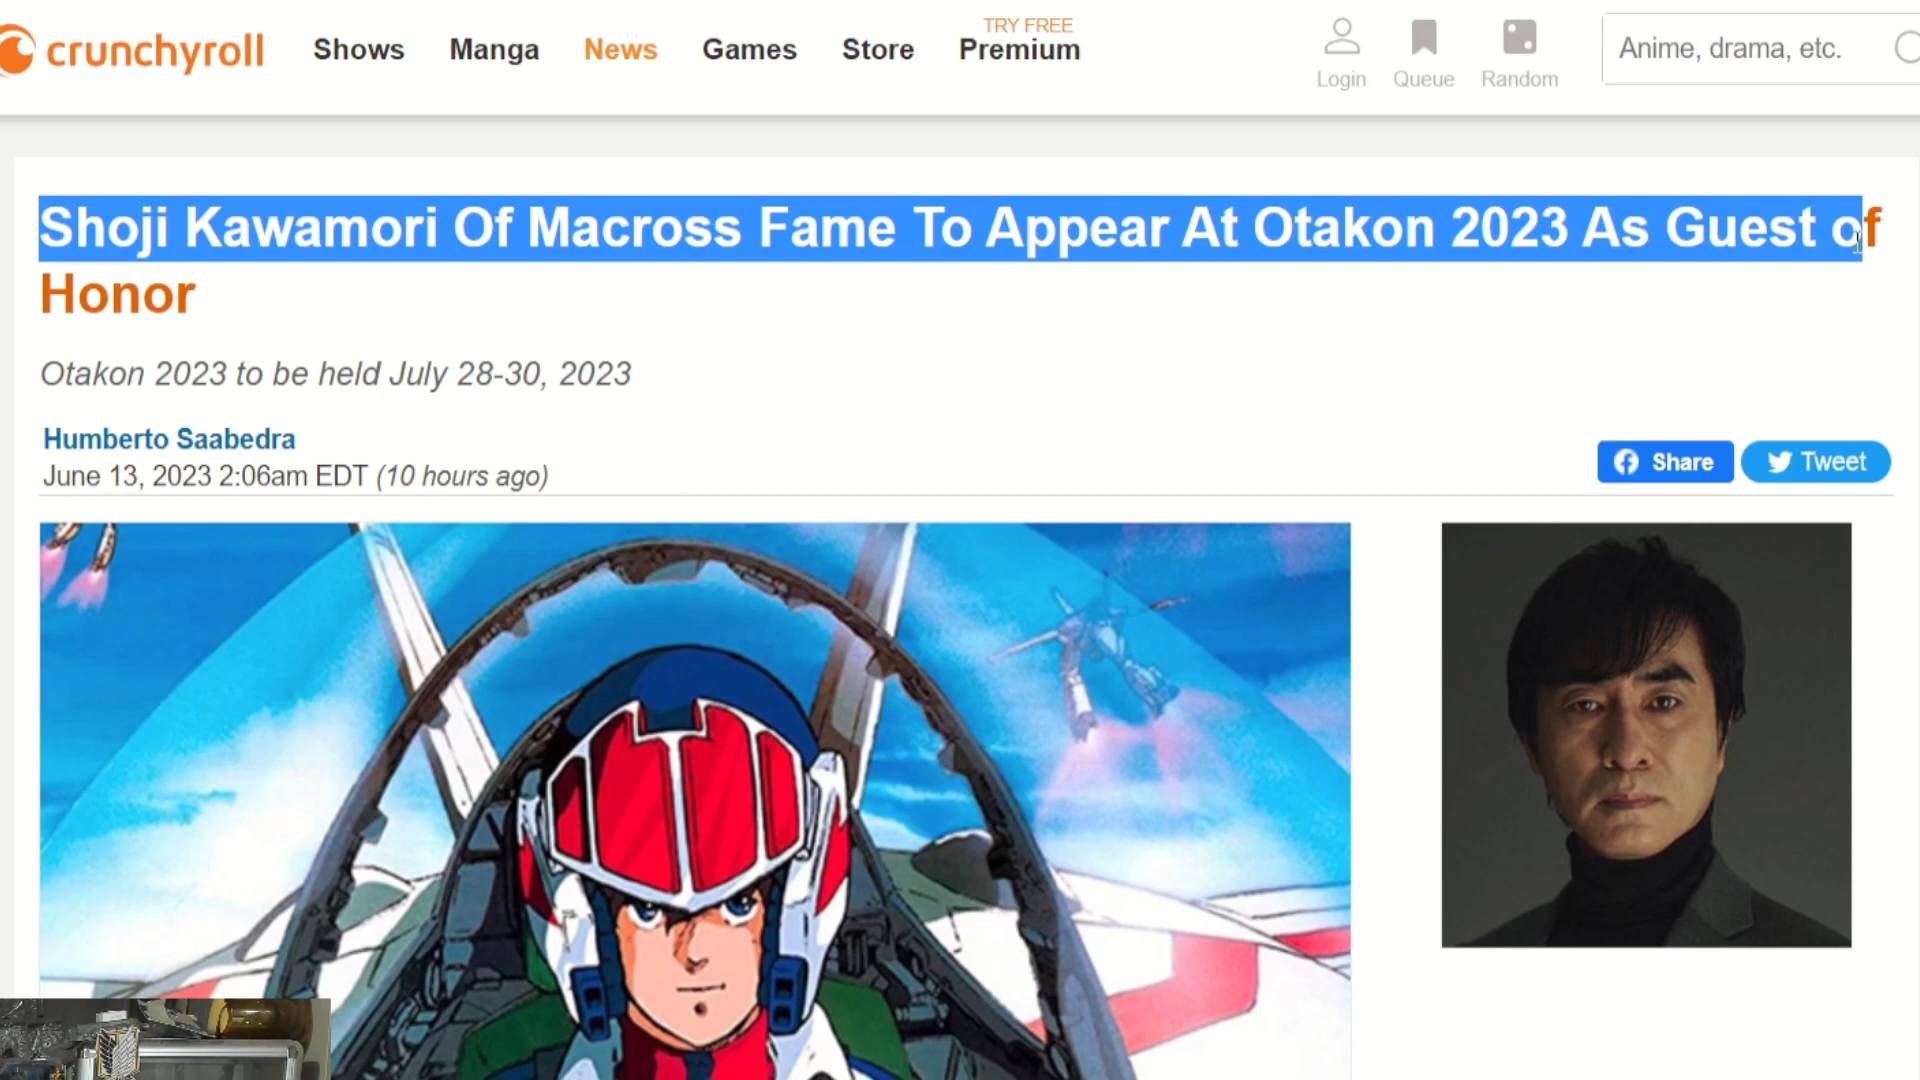 crunchyroll
Shows
Manga
News
Games
Store
TRY FREE
Premium
Login
Queue
Random
Anime, drama, etc.
Shoji Kawamori Of Macross Fame To Appear At Otakon 2023 As Guest of
Honor
Otakon 2023 to be held July 28-30, 2023
Humberto Saabedra
June 13, 2023 2:06am EDT (10 hours ago)
Share
Tweet